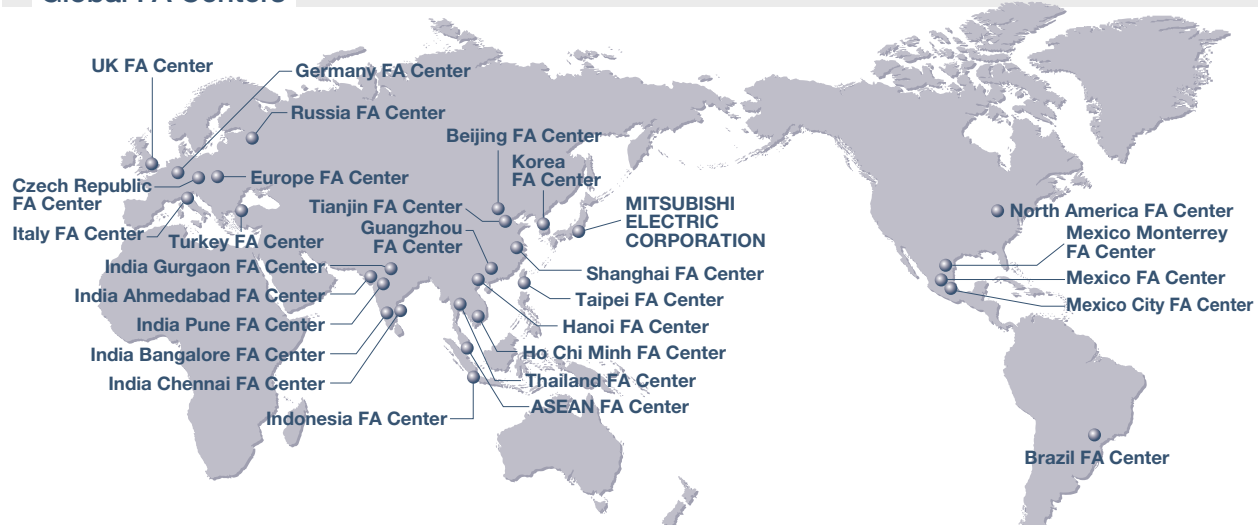 Global FA Centers
UK FA Center
Germany FA Center
Russia FA Center
Beijing FA Center
Korea
FA Center
Czech Republic
FA Center
Europe FA Center
Italy FA Center
Turkey FA Center
Tianjin FA Center
Guangzhou
FA Center
MITSUBISHI
ELECTRIC
CORPORATION
India Gurgaon FA Center
India Ahmedabad FA Center
India Pune FA Center
India Bangalore FA Center
India Chennai FA Center
Indonesia FA Center
Shanghai FA Center
Taipei FA Center
Hanoi FA Center
Ho Chi Minh FA Center
Thailand FA Center
ASEAN FA Center
North America FA Center
Mexico Monterrey
FA Center
Mexico FA Center
Mexico City FA Center
Brazil FA Center